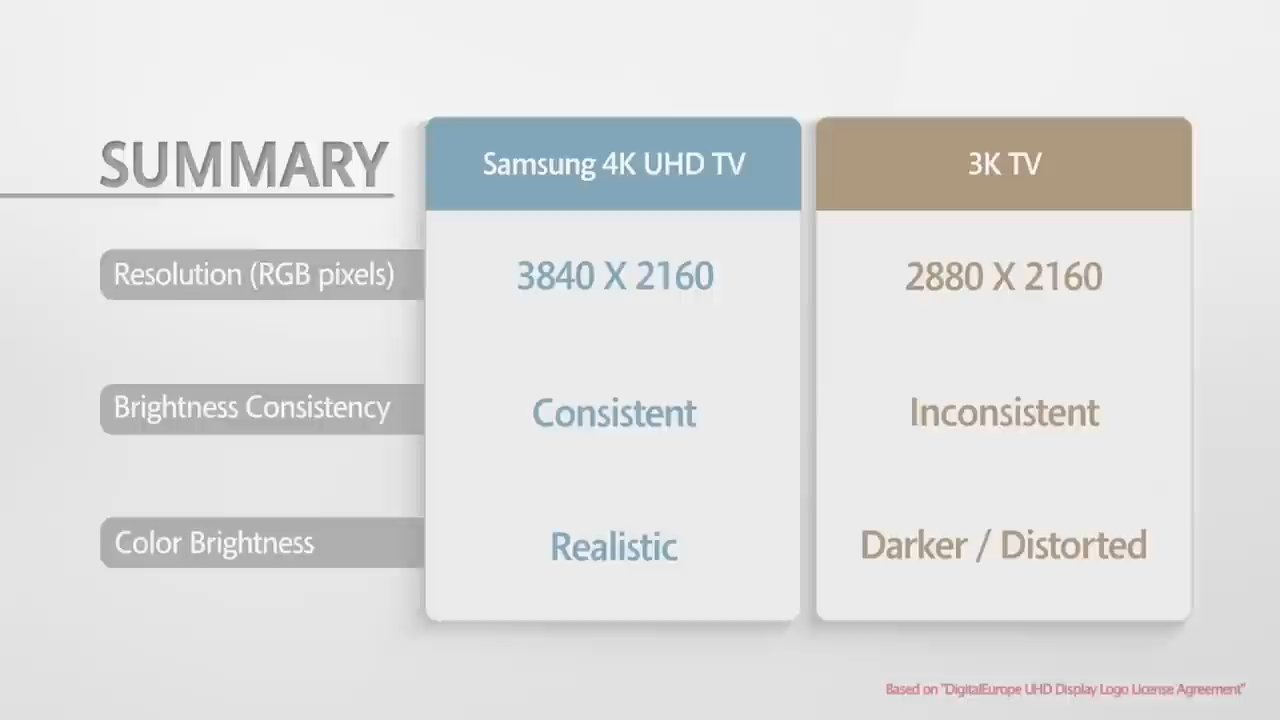 SUMMARY
Samsung 4K UHD TV
3K TV
Resolution (RGB pixels)
3840 X 2160
2880 X 2160
Brightness Consistency
Consistent
Inconsistent
Color Brightness
Realistic
Darker / Distorted
Based on "DigitalEurope UHD Display Logo License Agreement"